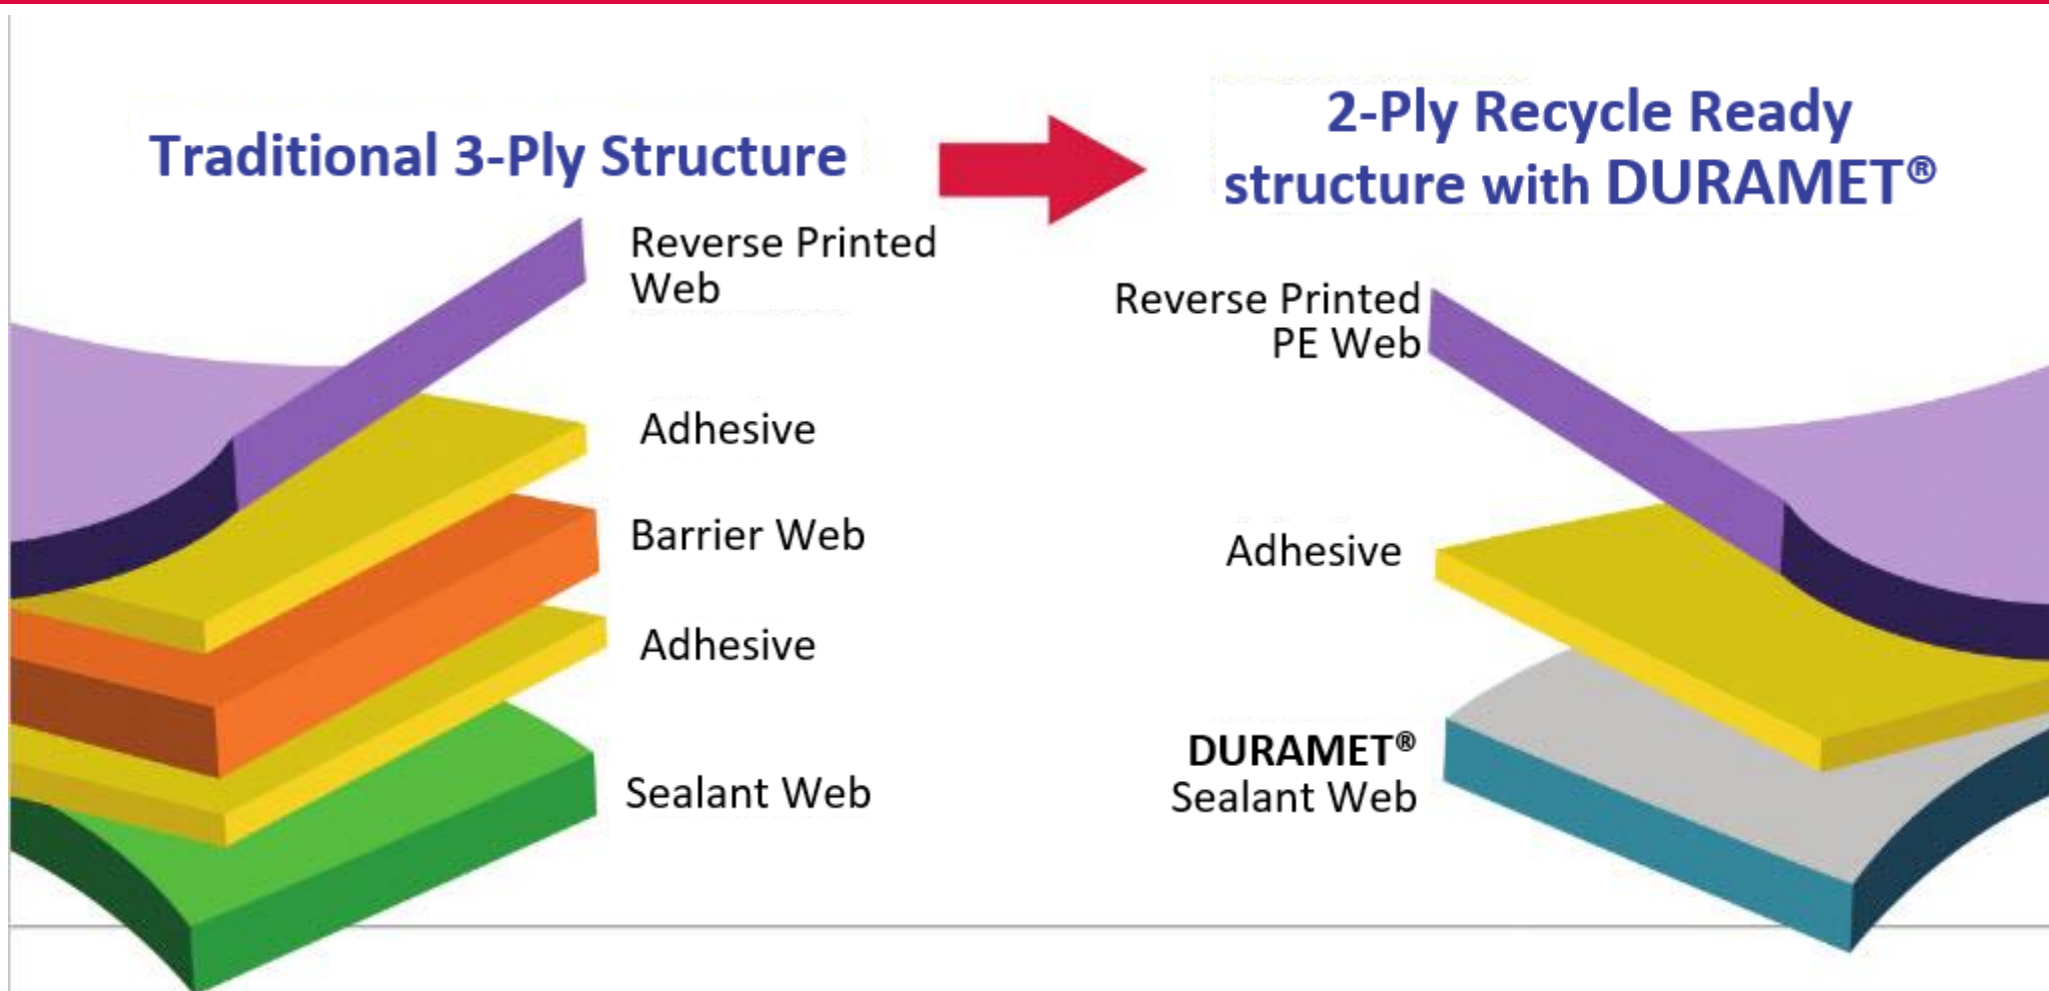 Traditional 3-Ply Structure
2-Ply Recycle Ready
structure with DURAMET®
Reverse Printed
Web
Adhesive
Barrier Web
Adhesive
Sealant Web
Reverse Printed
PE Web
Adhesive
DURAMET®
Sealant Web